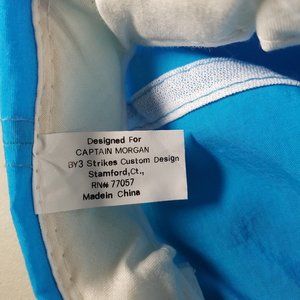 Designed For
CAPTAIN MORGAN
BY3 Strikes Custom Design
Stamford,Ct.,
RN# 77057
Madein China